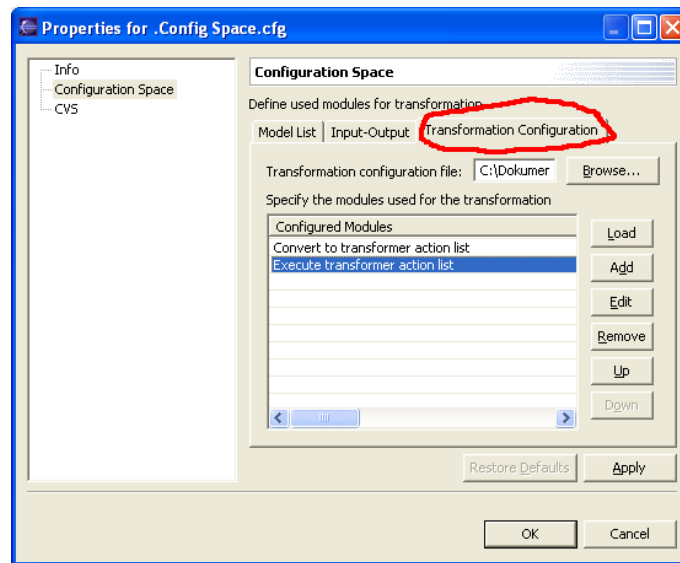 Properties for .Config Space.cfg
Info
Configuration Space
CVS
Configuration Space
Define used modules for transformation
Model List
Input-Output
Transformation Configuration
Transformation configuration file:
C:\Dokumer
Browse...
Specify the modules used for the transformation
Configured Modules
Convert to transformer action list
Execute transformer action list
Load
Add
Edit
Remove
Up
Down
Restore Defaults
Apply
OK
Cancel